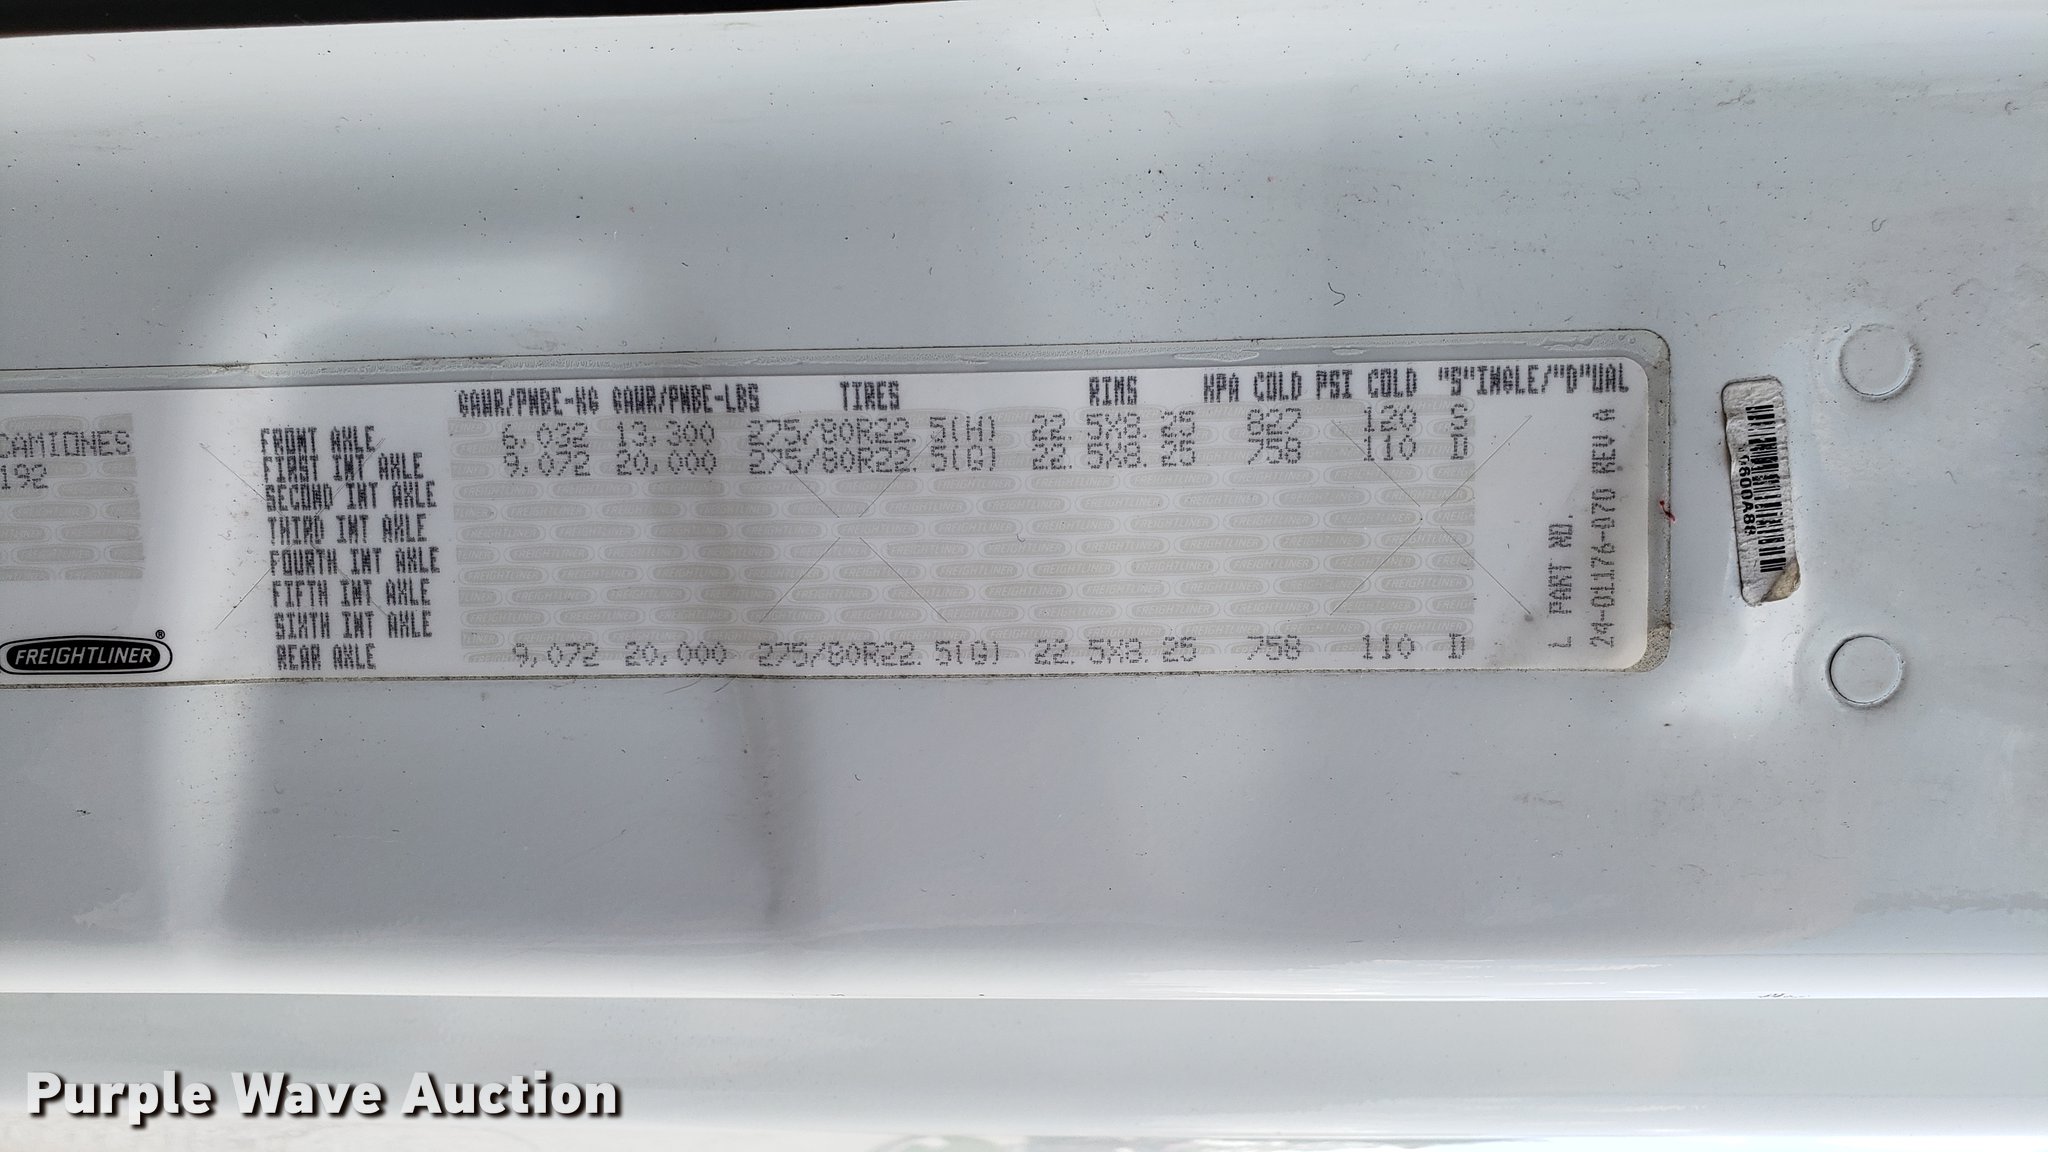 GAWR/PNBE-KG GAWR/PNBE-LBS TIRES RIMS KPA COLD PSI COLD "S"INGLE/"D"UAL
FRONT AXLE 6,032 13,300 275/80R22.5(H) 22.5X8.25 827 120 S
FIRST INT AXLE 9,072 20,000 275/80R22.5(G) 22.5X8.25 758 110 D
SECOND INT AXLE
THIRD INT AXLE
FOURTH INT AXLE
FIFTH INT AXLE
SIXTH INT AXLE
REAR AXLE 9,072 20,000 275/80R22.5(G) 22.5X8.25 758 110 D
CAMIONES
192
FREIGHTLINER®
L PART NO.
24-01176-070 REV A
Purple Wave Auction